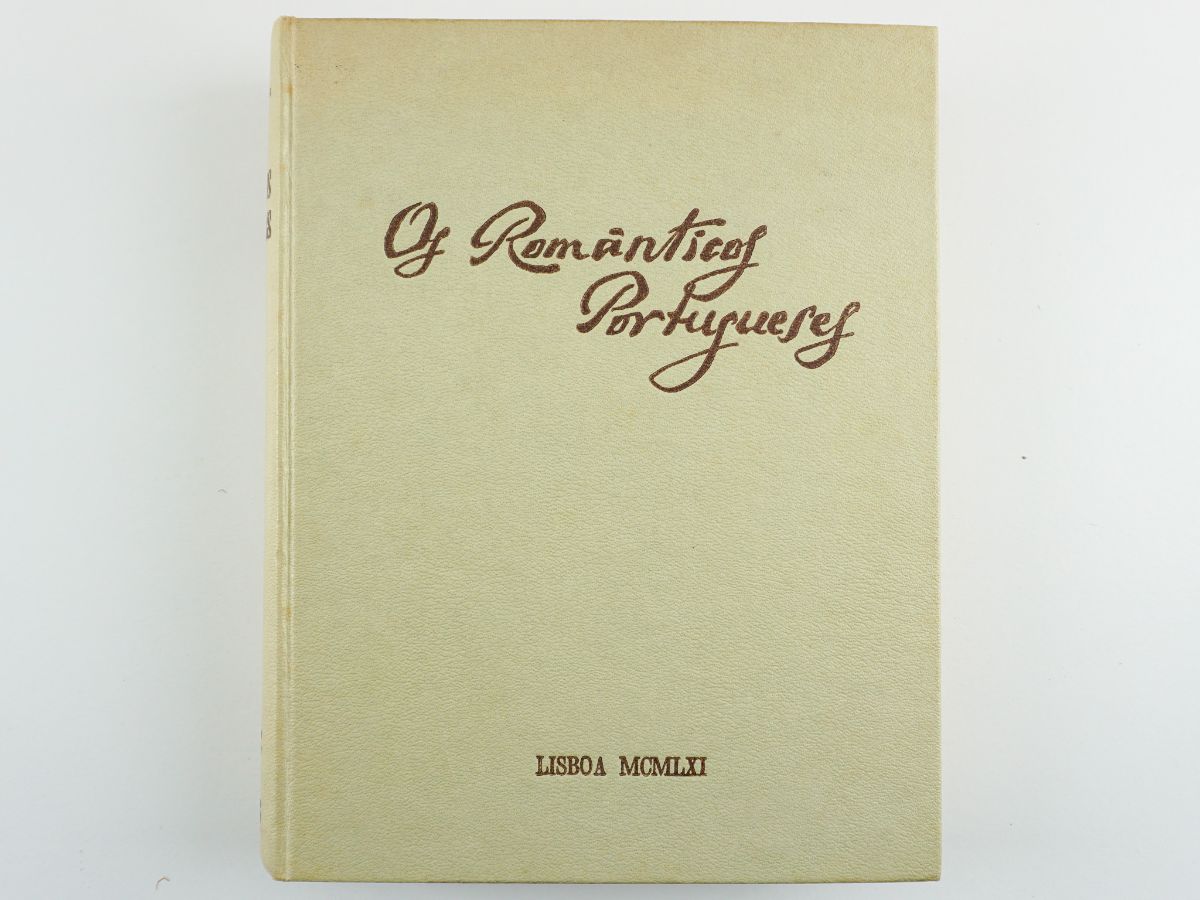 Os Românticos
Portugueses
LISBOA MCMLXI